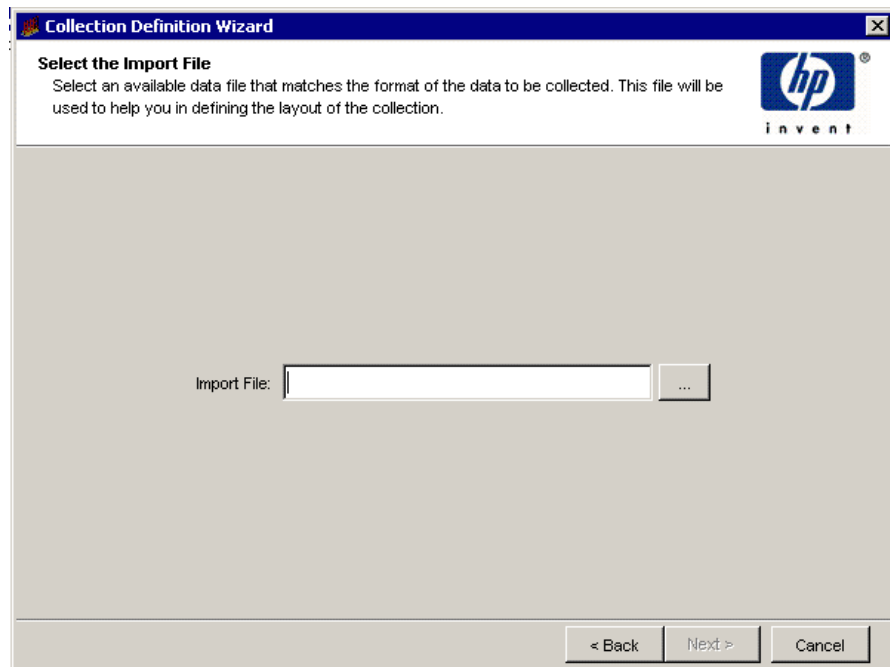 Collection Definition Wizard
Select the Import File
Select an available data file that matches the format of the data to be collected. This file will be
used to help you in defining the layout of the collection.
hp
®
invent
Import File:
...
< Back
Next >
Cancel